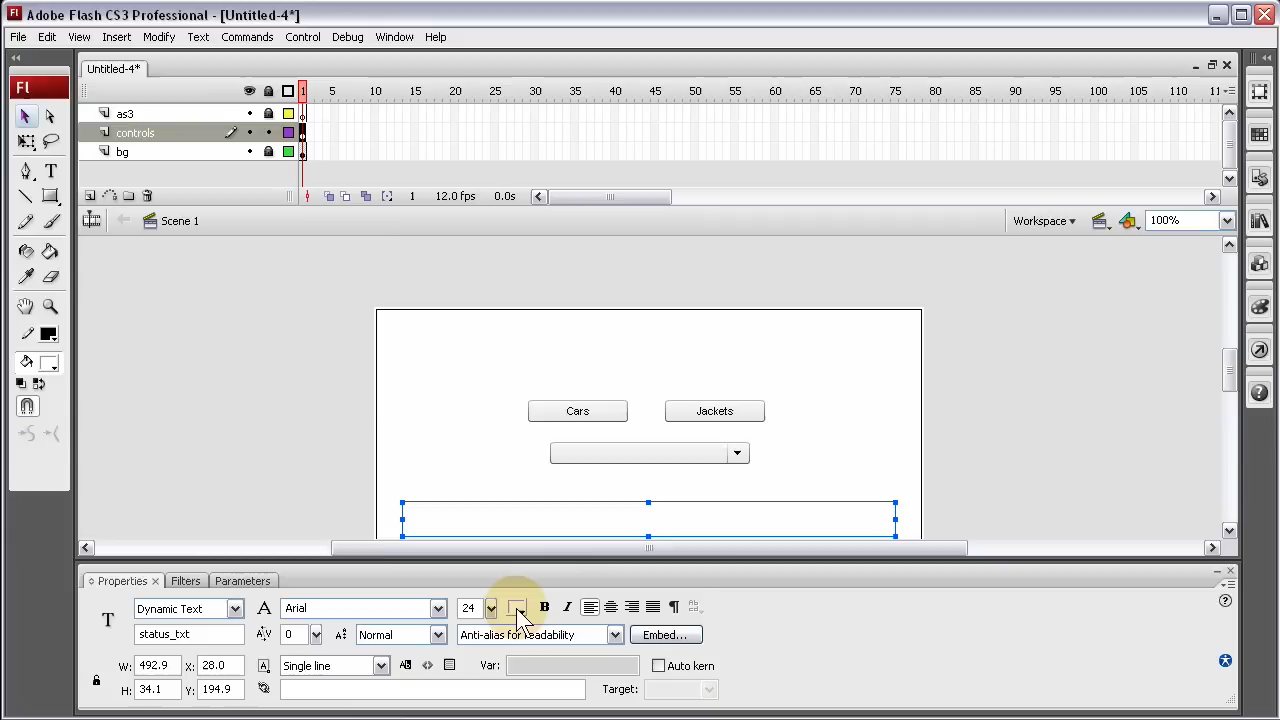 Fl Adobe Flash CS3 Professional - [Untitled-4*]
File Edit View Insert Modify Text Commands Control Debug Window Help
Untitled-4*
Fl
1 5 10 15 20 25 30 35 40 45 50 55 60 65 70 75 80 85 90 95 100 105 110 11
as3
controls
bg
1 12.0 fps 0.0s
Scene 1 Workspace 100%
Cars Jackets
Properties × Filters Parameters
T Dynamic Text A Arial 24 B I ¶
status_txt 0 Normal Anti-alias for readability Embed...
W: 492.9 X: 28.0 Single line Var: Auto kern
H: 34.1 Y: 194.9 Target: